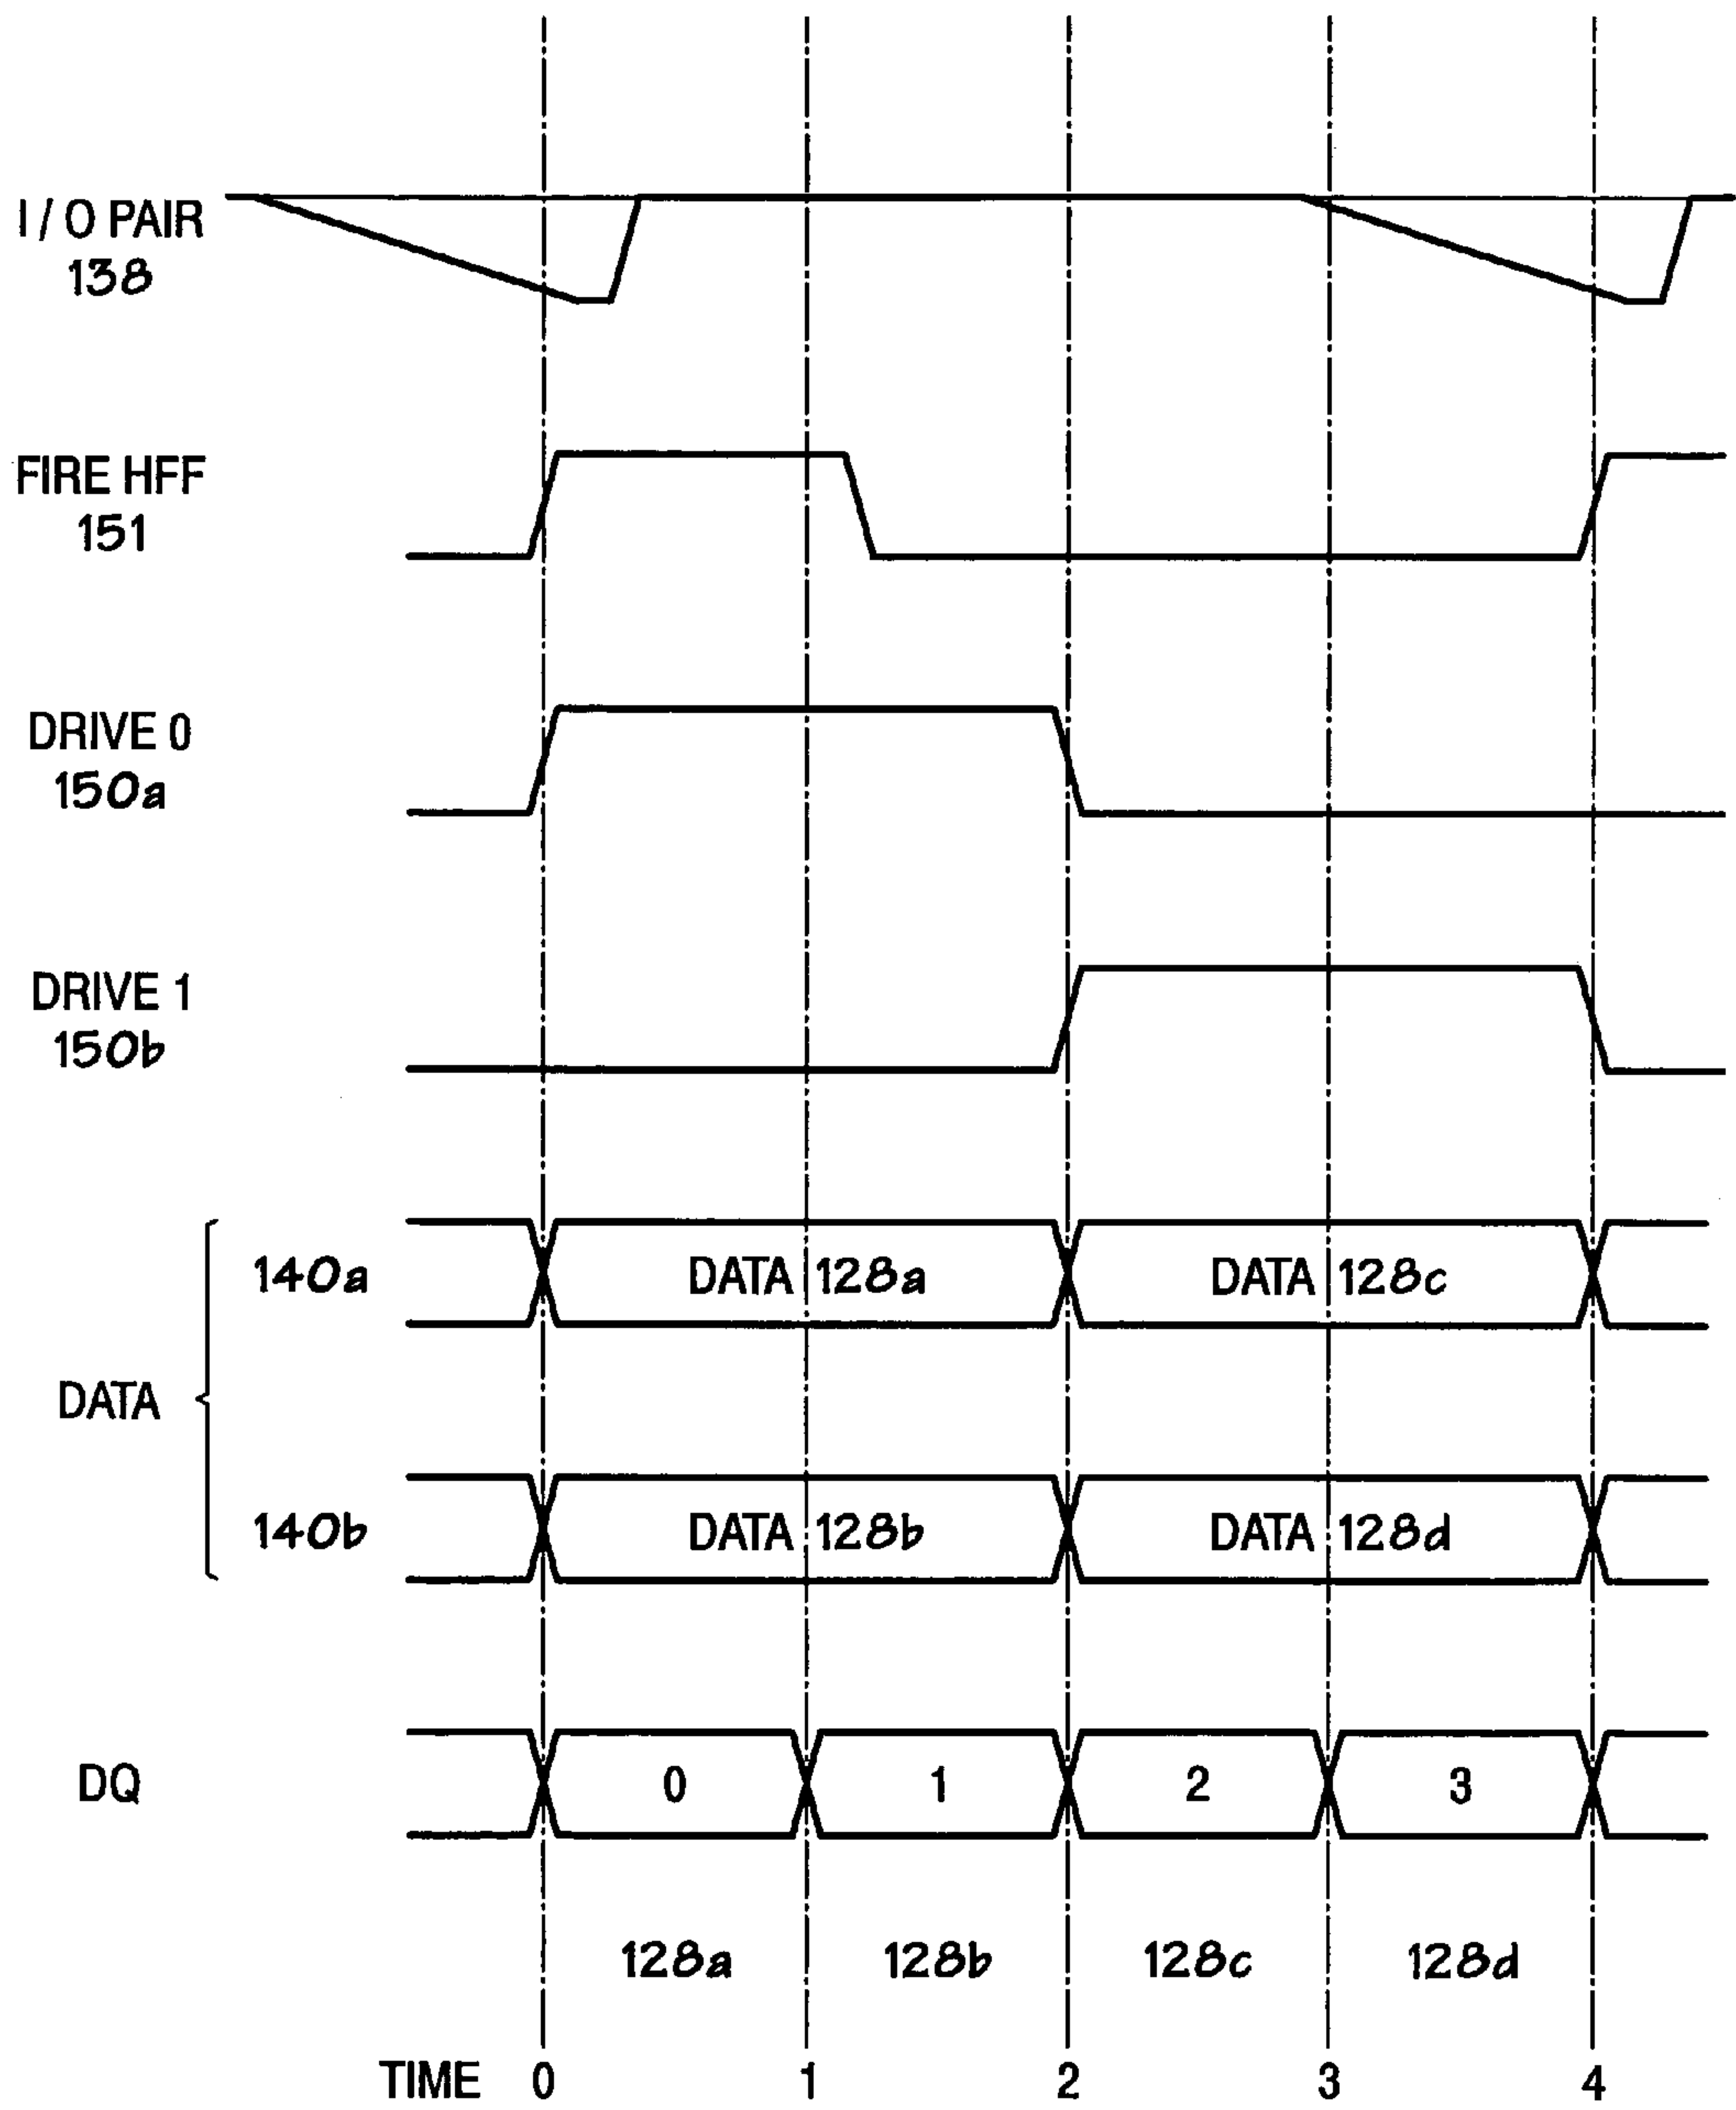 I / O PAIR
138
FIRE HFF
151
DRIVE 0
150a
DRIVE 1
150b
140a DATA 128a DATA 128c
DATA
140b DATA 128b DATA 128d
DQ 0 1 2 3
128a 128b 128c 128d
TIME 0 1 2 3 4